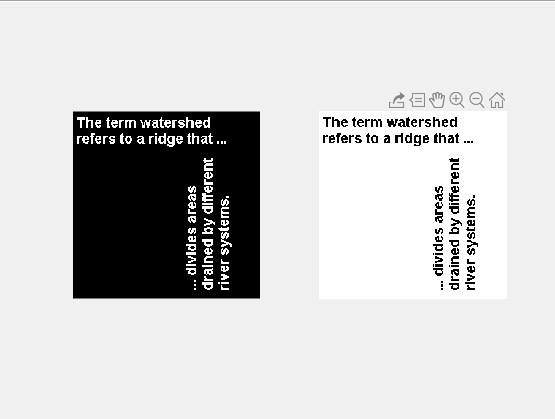 The term watershed
refers to a ridge that ...
... divides areas
drained by different
river systems.
The term watershed
refers to a ridge that ...
... divides areas
drained by different
river systems.